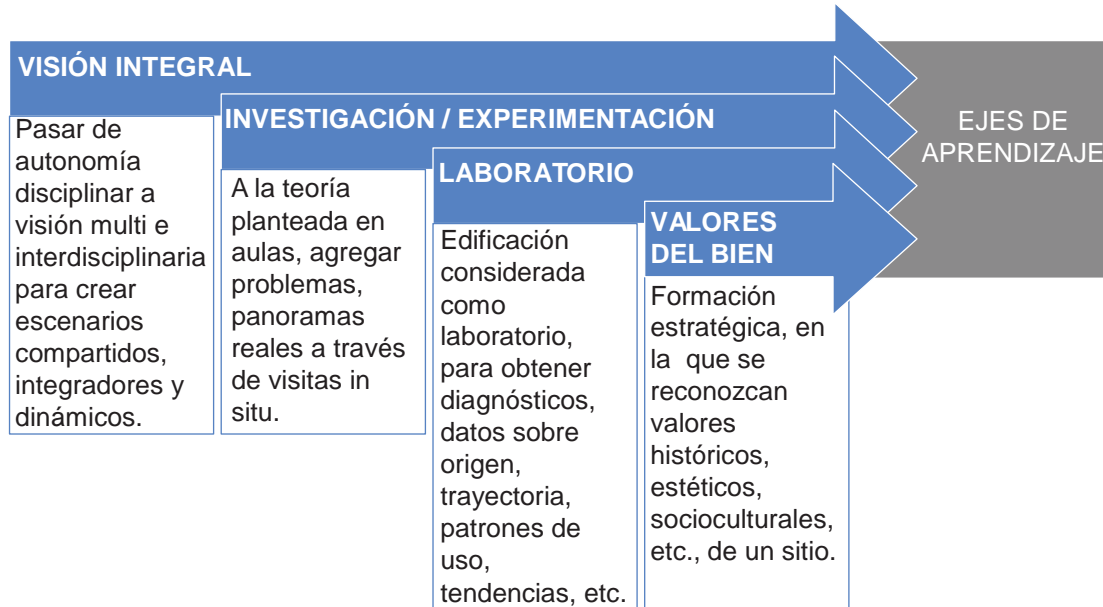 VISIÓN INTEGRAL
Pasar de
autonomía
disciplinar a
visión multi e
interdisciplinaria
para crear
escenarios
compartidos,
integradores y
dinámicos.
INVESTIGACIÓN / EXPERIMENTACIÓN
A la teoría
planteada en
aulas, agregar
problemas,
panoramas
reales a través
de visitas in
situ.
LABORATORIO
Edificación
considerada
como
laboratorio,
para obtener
diagnósticos,
datos sobre
origen,
trayectoria,
patrones de
uso,
tendencias, etc.
VALORES
DEL BIEN
Formación
estratégica, en
la que se
reconozcan
valores
históricos,
estéticos,
socioculturales,
etc., de un sitio.
EJES DE
APRENDIZAJE